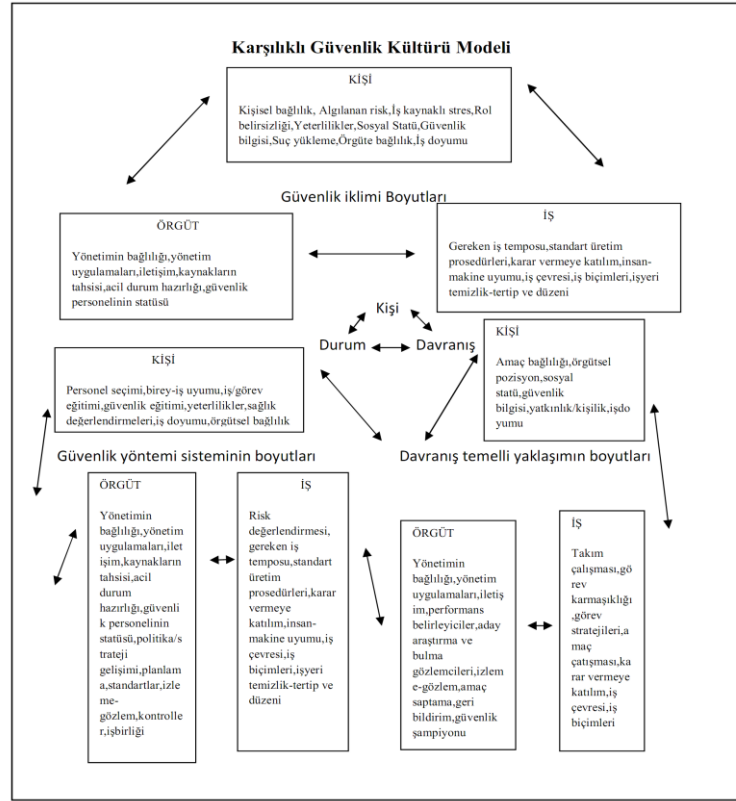 Karşılıklı Güvenlik Kültürü Modeli
KİŞİ
Kişisel bağlılık, Algılanan risk,İş kaynaklı stres,Rol
belirsizliği,Yeterlilikler,Sosyal Statü,Güvenlik
bilgisi,Suç yükleme,Örgüte bağlılık,İş doyumu
Güvenlik iklimi Boyutları
ÖRGÜT
Yönetimin bağlılığı,yönetim
uygulamaları,iletişim,kaynakların
tahsisi,acil durum hazırlığı,güvenlik
personelinin statüsü
İŞ
Gereken iş temposu,standart üretim
prosedürleri,karar vermeye katılım,insan-
makine uyumu,iş çevresi,iş biçimleri,işyeri
temizlik-tertip ve düzeni
Kişi
Durum
Davranış
KİŞİ
Personel seçimi,birey-iş uyumu,iş/görev
eğitimi,güvenlik eğitimi,yeterlilikler,sağlık
değerlendirmeleri,iş doyumu,örgütsel bağlılık
KİŞİ
Amaç bağlılığı,örgütsel
pozisyon,sosyal
statü,güvenlik
bilgisi,yatkınlık/kişilik,işdo
yumu
Güvenlik yöntemi sisteminin boyutları
Davranış temelli yaklaşımın boyutları
ÖRGÜT
Yönetimin
bağlılığı,yönetim
uygulamaları,ilet
işim,kaynakların
tahsisi,acil
durum
hazırlığı,güvenli
k personelinin
statüsü,politika/s
trateji
gelişimi,planlam
a,standartlar,izle
me-
gözlem,kontrolle
r,işbirliği
İŞ
Risk
değerlendirmesi,
gereken iş
temposu,standart
üretim
prosedürleri,karar
vermeye
katılım,insan-
makine uyumu,iş
çevresi,iş
biçimleri,işyeri
temizlik-tertip ve
düzeni
ÖRGÜT
Yönetimin
bağlılığı,yönetim
uygulamaları,iletiş
im,performans
belirleyiciler,aday
araştırma ve
bulma
gözlemcileri,izlem
e-gözlem,amaç
saptama,geri
bildirim,güvenlik
şampiyonu
İŞ
Takım
çalışması,gör
ev
karmaşıklığı
,görev
stratejileri,a
maç
çatışması,ka
rar vermeye
katılım,iş
çevresi,iş
biçimleri